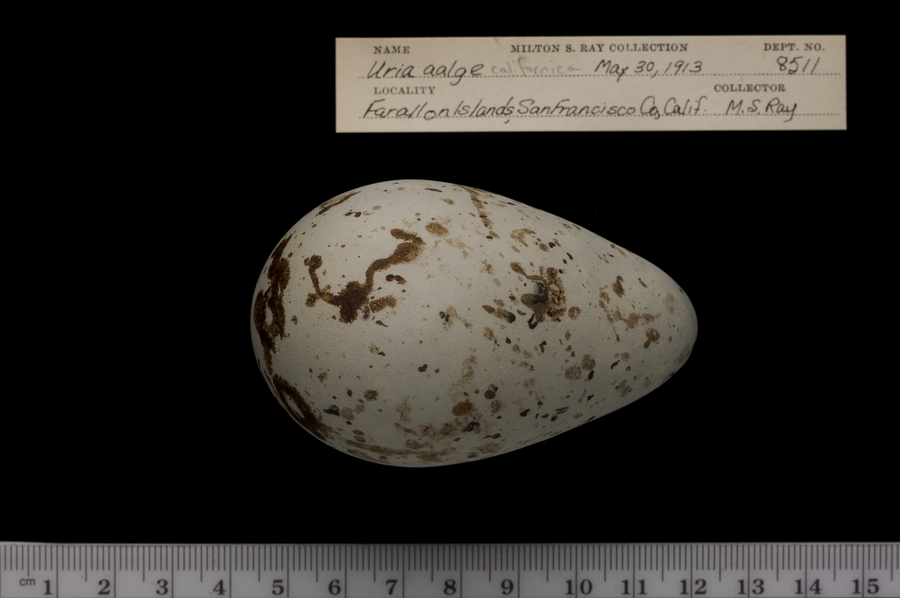 NAME MILTON S. RAY COLLECTION DEPT. NO.
Uria aalge californica May 30, 1913 8511
LOCALITY COLLECTOR
Farallon Islands, San Francisco Co, Calif. M. S. Ray
cm 1 2 3 4 5 6 7 8 9 10 11 12 13 14 15